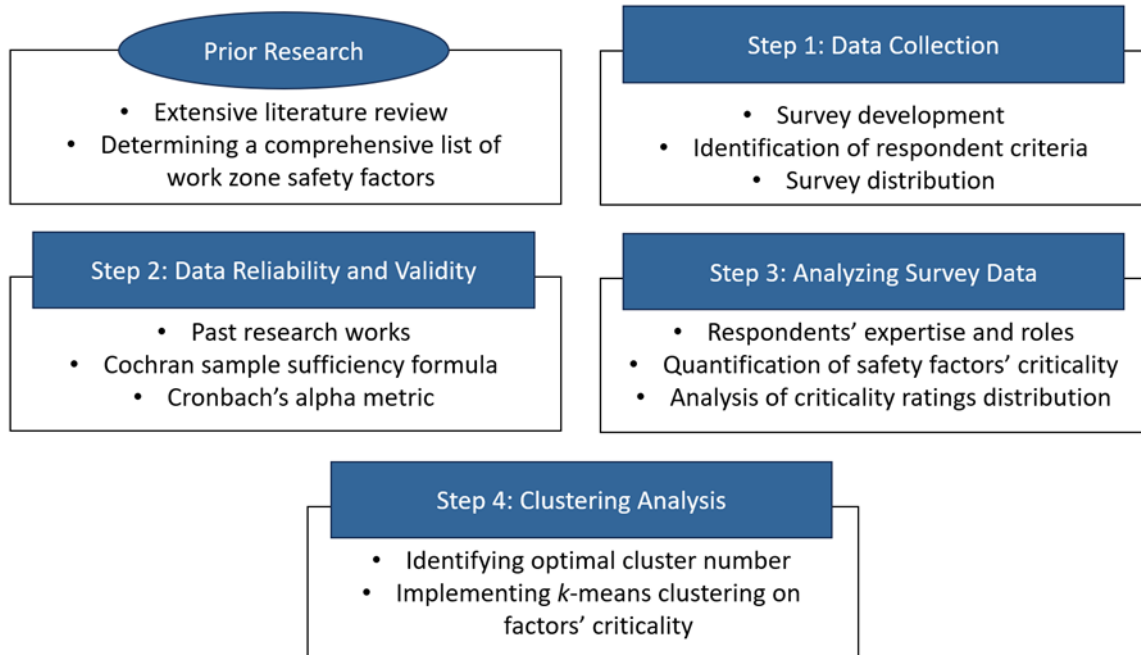 Prior Research
• Extensive literature review
• Determining a comprehensive list of
work zone safety factors
Step 1: Data Collection
• Survey development
• Identification of respondent criteria
• Survey distribution
Step 2: Data Reliability and Validity
• Past research works
• Cochran sample sufficiency formula
• Cronbach’s alpha metric
Step 3: Analyzing Survey Data
• Respondents’ expertise and roles
• Quantification of safety factors’ criticality
• Analysis of criticality ratings distribution
Step 4: Clustering Analysis
• Identifying optimal cluster number
• Implementing k-means clustering on
factors’ criticality